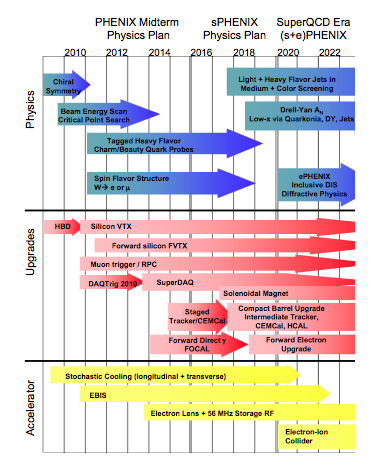 PHENIX Midterm
Physics Plan
sPHENIX
Physics Plan
SuperQCD Era
(s+e)PHENIX
2010 2012 2014 2016 2018 2020 2022
Physics
Chiral
Symmetry
Light + Heavy Flavor Jets in
Medium + Color Screening
Beam Energy Scan
Critical Point Search
Drell-Yan AN
Low-x via Quarkonia, DY, Jets
Tagged Heavy Flavor
Charm/Beauty Quark Probes
Spin Flavor Structure
W→ e or μ
ePHENIX
Inclusive DIS
Diffractive Physics
Upgrades
HBD
Silicon VTX
Forward silicon FVTX
Muon trigger / RPC
DAQTrig 2010
SuperDAQ
Solenoidal Magnet
Staged
Tracker/CEMCal
Compact Barrel Upgrade
Intermediate Tracker,
CEMCal, HCAL
Forward Direct γ
FOCAL
Forward Electron
Upgrade
Accelerator
Stochastic Cooling (longitudinal + transverse)
EBIS
Electron Lens + 56 MHz Storage RF
Electron-Ion
Collider